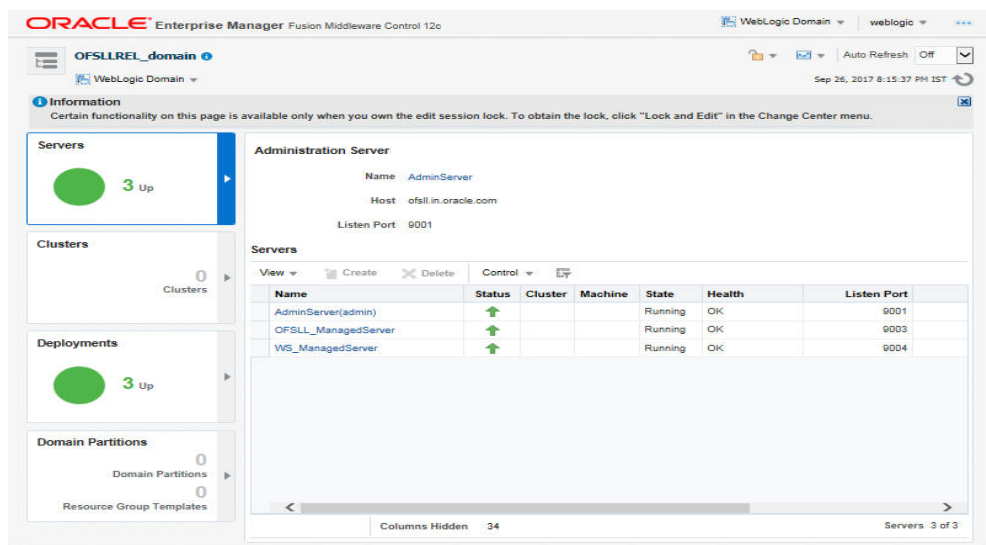 ORACLE Enterprise Manager Fusion Middleware Control 12c
WebLogic Domain
weblogic
OFSLLREL_domain
WebLogic Domain
Auto Refresh Off
Sep 26, 2017 8:15:37 PM IST
Information
Certain functionality on this page is available only when you own the edit session lock. To obtain the lock, click "Lock and Edit" in the Change Center menu.
Servers
3 Up
Clusters
0
Clusters
Deployments
3 Up
Domain Partitions
0
Domain Partitions
0
Resource Group Templates
Administration Server
Name AdminServer
Host ofsll.in.oracle.com
Listen Port 9001
Servers
View Create Delete Control
Name Status Cluster Machine State Health Listen Port
AdminServer(admin) Running OK 9001
OFSLL_ManagedServer Running OK 9003
WS_ManagedServer Running OK 9004
Columns Hidden 34
Servers 3 of 3